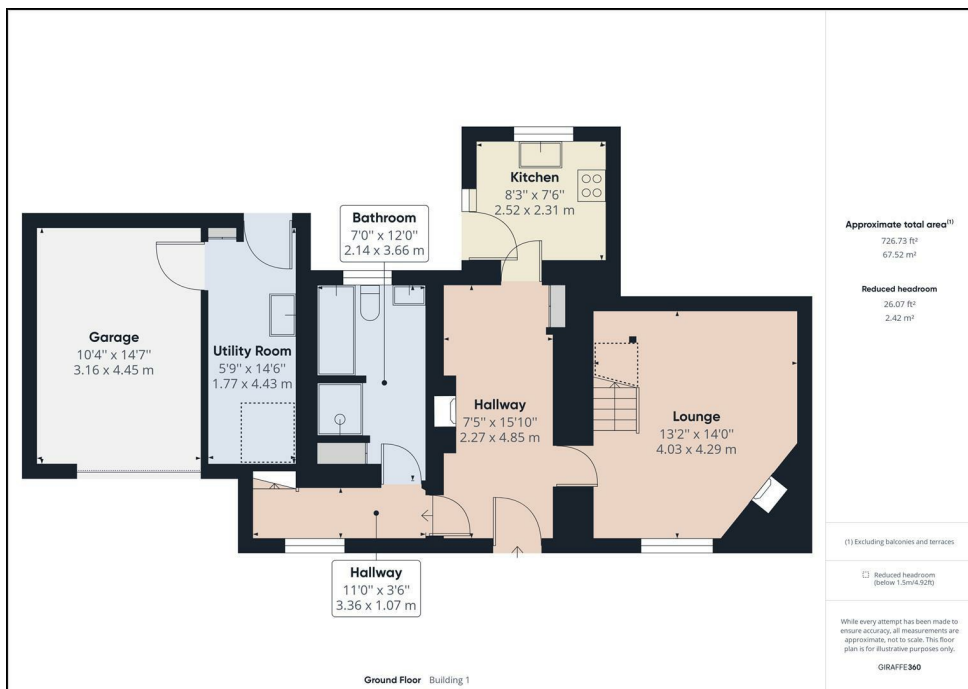 Kitchen
8'3" x 7'6"
2.52 x 2.31 m
Bathroom
7'0" x 12'0"
2.14 x 3.66 m
Garage
10'4" x 14'7"
3.16 x 4.45 m
Utility Room
5'9" x 14'6"
1.77 x 4.43 m
Hallway
7'5" x 15'10"
2.27 x 4.85 m
Lounge
13'2" x 14'0"
4.03 x 4.29 m
Hallway
11'0" x 3'6"
3.36 x 1.07 m
Ground Floor Building 1
Approximate total area(1)
726.73 ft²
67.52 m²
Reduced headroom
26.07 ft²
2.42 m²
(1) Excluding balconies and terraces
Reduced headroom
(below 1.5m/4.92ft)
While every attempt has been made to
ensure accuracy, all measurements are
approximate, not to scale. This floor
plan is for illustrative purposes only.
GIRAFFE360